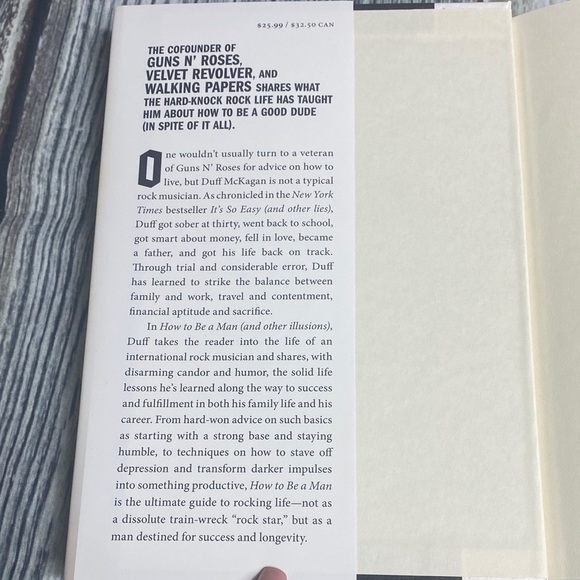 $25.99 / $32.50 CAN
THE COFOUNDER OF
GUNS N' ROSES,
VELVET REVOLVER, AND
WALKING PAPERS SHARES WHAT
THE HARD-KNOCK ROCK LIFE HAS TAUGHT
HIM ABOUT HOW TO BE A GOOD DUDE
(IN SPITE OF IT ALL).
One wouldn't usually turn to a veteran
of Guns N' Roses for advice on how to
live, but Duff McKagan is not a typical
rock musician. As chronicled in the New York
Times bestseller It's So Easy (and other lies),
Duff got sober at thirty, went back to school,
got smart about money, fell in love, became
a father, and got his life back on track.
Through trial and considerable error, Duff
has learned to strike the balance between
family and work, travel and contentment,
financial aptitude and sacrifice.
In How to Be a Man (and other illusions),
Duff takes the reader into the life of an
international rock musician and shares, with
disarming candor and humor, the solid life
lessons he's learned along the way to success
and fulfillment in both his family life and his
career. From hard-won advice on such basics
as starting with a strong base and staying
humble, to techniques on how to stave off
depression and transform darker impulses
into something productive, How to Be a Man
is the ultimate guide to rocking life—not as
a dissolute train-wreck "rock star," but as a
man destined for success and longevity.